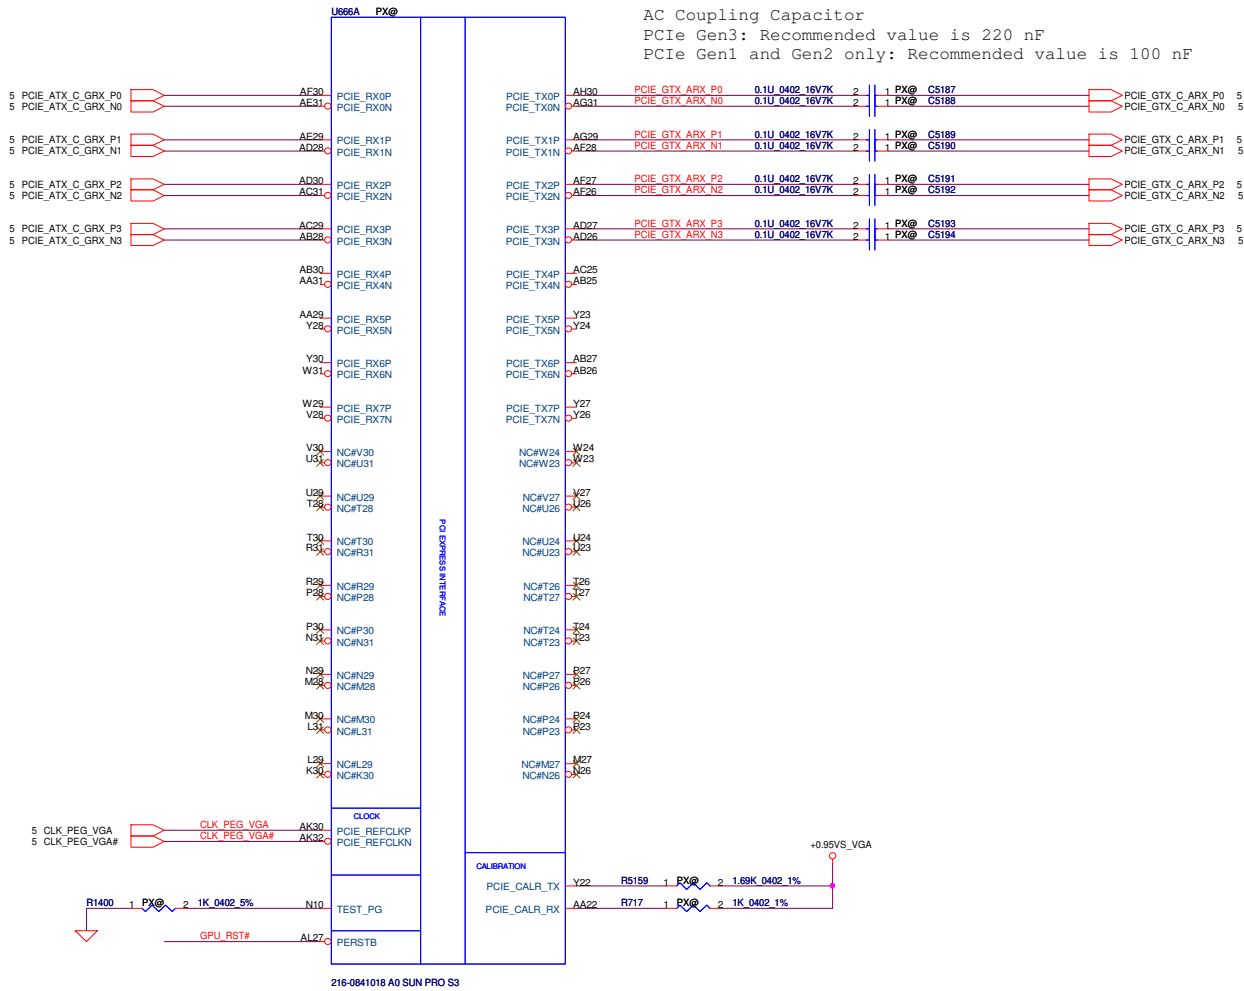 U666A PX@
AC Coupling Capacitor
PCIe Gen3: Recommended value is 220 nF
PCIe Gen1 and Gen2 only: Recommended value is 100 nF
5 PCIE_ATX_C_GRX_P0 AF30 PCIE_RX0P PCIE_TX0P AH30 PCIE_GTX_ARX_P0 0.1U_0402_16V7K 2 1 PX@ C5187 PCIE_GTX_C_ARX_P0 5
5 PCIE_ATX_C_GRX_N0 AE31 PCIE_RX0N PCIE_TX0N AG31 PCIE_GTX_ARX_N0 0.1U_0402_16V7K 2 1 PX@ C5188 PCIE_GTX_C_ARX_N0 5
5 PCIE_ATX_C_GRX_P1 AE29 PCIE_RX1P PCIE_TX1P AG29 PCIE_GTX_ARX_P1 0.1U_0402_16V7K 2 1 PX@ C5189 PCIE_GTX_C_ARX_P1 5
5 PCIE_ATX_C_GRX_N1 AD28 PCIE_RX1N PCIE_TX1N AF28 PCIE_GTX_ARX_N1 0.1U_0402_16V7K 2 1 PX@ C5190 PCIE_GTX_C_ARX_N1 5
5 PCIE_ATX_C_GRX_P2 AD30 PCIE_RX2P PCIE_TX2P AF27 PCIE_GTX_ARX_P2 0.1U_0402_16V7K 2 1 PX@ C5191 PCIE_GTX_C_ARX_P2 5
5 PCIE_ATX_C_GRX_N2 AC31 PCIE_RX2N PCIE_TX2N AF26 PCIE_GTX_ARX_N2 0.1U_0402_16V7K 2 1 PX@ C5192 PCIE_GTX_C_ARX_N2 5
5 PCIE_ATX_C_GRX_P3 AC29 PCIE_RX3P PCIE_TX3P AD27 PCIE_GTX_ARX_P3 0.1U_0402_16V7K 2 1 PX@ C5193 PCIE_GTX_C_ARX_P3 5
5 PCIE_ATX_C_GRX_N3 AB28 PCIE_RX3N PCIE_TX3N AD26 PCIE_GTX_ARX_N3 0.1U_0402_16V7K 2 1 PX@ C5194 PCIE_GTX_C_ARX_N3 5
AB30 PCIE_RX4P PCIE_TX4P AC25
AA31 PCIE_RX4N PCIE_TX4N AB25
AA29 PCIE_RX5P PCIE_TX5P Y23
Y28 PCIE_RX5N PCIE_TX5N Y24
Y30 PCIE_RX6P PCIE_TX6P AB27
W31 PCIE_RX6N PCIE_TX6N AB26
W29 PCIE_RX7P PCIE_TX7P Y27
V28 PCIE_RX7N PCIE_TX7N Y26
V30 NC#V30 NC#W24 W24
U31 NC#U31 NC#W23 W23
U29 NC#U29 NC#V27 V27
T28 NC#T28 NC#U26 U26
PCI EXPRESS INTERFACE
T30 NC#T30 NC#U24 U24
R31 NC#R31 NC#U23 U23
R29 NC#R29 NC#T26 T26
P28 NC#P28 NC#T27 T27
P30 NC#P30 NC#T24 T24
N31 NC#N31 NC#T23 T23
N29 NC#N29 NC#P27 P27
M28 NC#M28 NC#P26 P26
M30 NC#M30 NC#P24 P24
L31 NC#L31 NC#P23 P23
L29 NC#L29 NC#M27 M27
K30 NC#K30 NC#N26 N26
CLOCK
5 CLK_PEG_VGA CLK_PEG_VGA AK30 PCIE_REFCLKP
5 CLK_PEG_VGA# CLK_PEG_VGA# AK32 PCIE_REFCLKN
+0.95VS_VGA
CALIBRATION
PCIE_CALR_TX Y22 R5159 1 PX@ 2 1.69K_0402_1%
R1400 1 PX@ 2 1K_0402_5% N10 TEST_PG PCIE_CALR_RX AA22 R717 1 PX@ 2 1K_0402_1%
GPU_RST# AL27 PERSTB
216-0841018 A0 SUN PRO S3